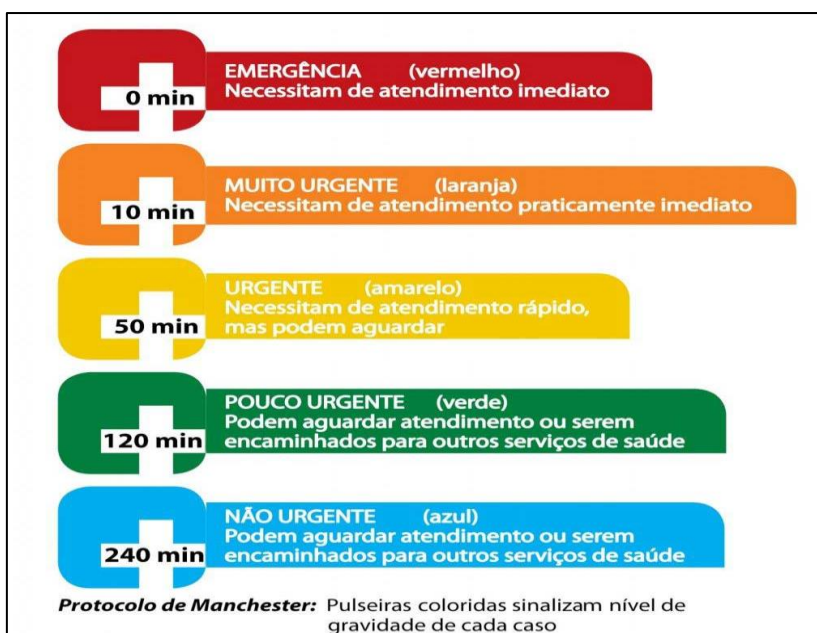 EMERGÊNCIA (vermelho)
Necessitam de atendimento imediato
0 min
MUITO URGENTE (laranja)
Necessitam de atendimento praticamente imediato
10 min
URGENTE (amarelo)
Necessitam de atendimento rápido,
mas podem aguardar
50 min
POUCO URGENTE (verde)
Podem aguardar atendimento ou serem
encaminhados para outros serviços de saúde
120 min
NÃO URGENTE (azul)
Podem aguardar atendimento ou serem
encaminhados para outros serviços de saúde
240 min
Protocolo de Manchester: Pulseiras coloridas sinalizam nível de
gravidade de cada caso